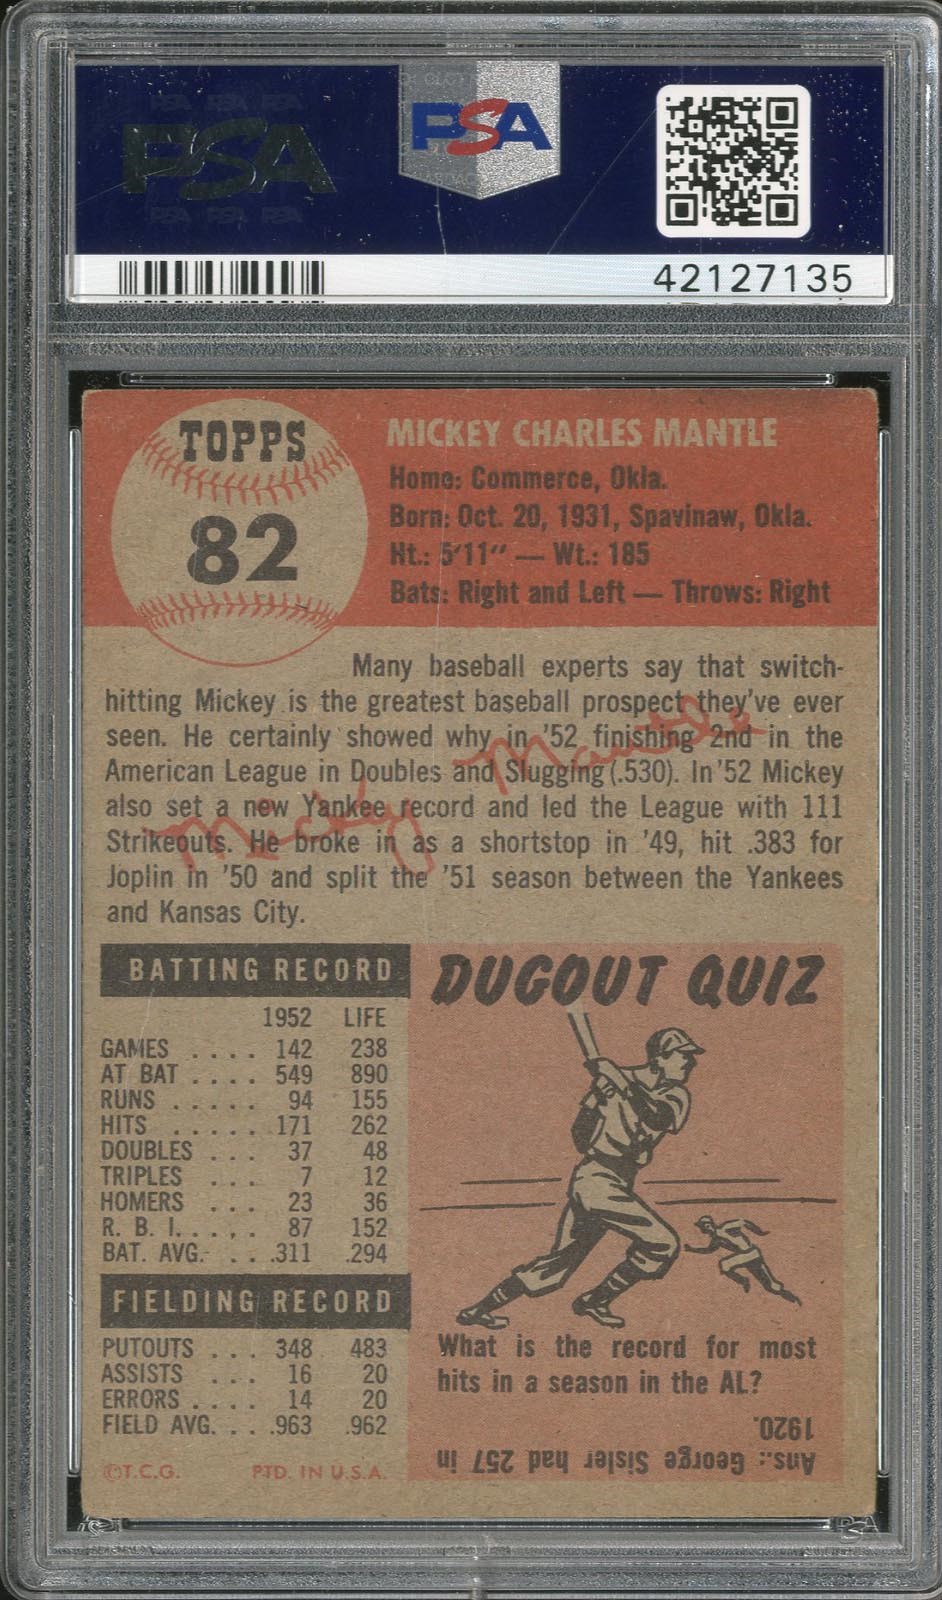 PSA PSA PSA
PSA
PSA PSA PSA
PSA
42127135
TOPPS
82
MICKEY CHARLES MANTLE
Home: Commerce, Okla.
Born: Oct. 20, 1931, Spavinaw, Okla.
Ht.: 5'11" — Wt.: 185
Bats: Right and Left — Throws: Right
Many baseball experts say that switch-
hitting Mickey is the greatest baseball prospect they've ever
seen. He certainly showed why in '52 finishing 2nd in the
American League in Doubles and Slugging (.530). In '52 Mickey
also set a new Yankee record and led the League with 111
Strikeouts. He broke in as a shortstop in '49, hit .383 for
Joplin in '50 and split the '51 season between the Yankees
and Kansas City.
Mickey Mantle
BATTING RECORD
1952 LIFE
GAMES .... 142 238
AT BAT .... 549 890
RUNS ..... 94 155
HITS ..... 171 262
DOUBLES ... 37 48
TRIPLES ... 7 12
HOMERS ... 23 36
R. B. I. .... 87 152
BAT. AVG. ... .311 .294
FIELDING RECORD
PUTOUTS ... 348 483
ASSISTS ... 16 20
ERRORS .... 14 20
FIELD AVG. ... .963 .962
©T.C.G. PTD. IN U.S.A.
DUGOUT QUIZ
What is the record for most
hits in a season in the AL?
Ans.: George Sisler had 257 in
1920.
PSA